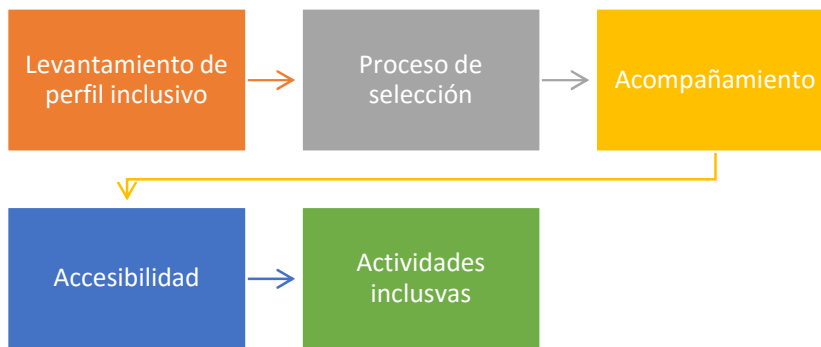 Levantamiento de
perfil inclusivo
Proceso de
selección
Acompañamiento
Accesibilidad
Actividades
inclusvas